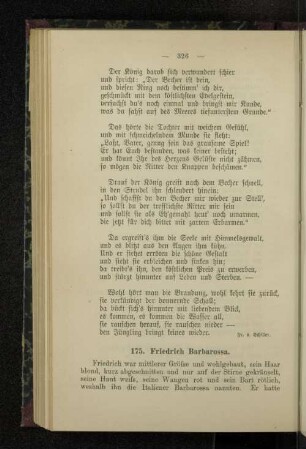 — 326 —
Der König darob sich verwundert schier
und spricht: „Der Becher ist dein,
und diesen Ring noch bestimm' ich dir,
geschmückt mit dem köstlichsten Edelgestein,
versuchst du's noch einmal und bringst mir Kunde,
was du sahst auf des Meeres tiefunterstem Grunde.“
Das hörte die Tochter mit weichem Gefühl,
und mit schmeichelndem Munde sie fleht:
„Laßt, Vater, genug sein das grausame Spiel!
Er hat Euch bestanden, was keiner besteht;
und könnt Ihr des Herzens Gelüste nicht zähmen,
so mögen die Ritter den Knappen beschämen.“
Drauf der König greift nach dem Becher schnell,
in den Strudel ihn schleudert hinein:
„Und schaffst du den Becher mir wieder zur Stell',
so sollst du der trefflichste Ritter mir sein
und sollst sie als Ehgemahl heut' noch umarmen,
die jetzt für dich bittet mit zartem Erbarmen.“
Da ergreift's ihm die Seele mit Himmelsgewalt,
und es blitzt aus den Augen ihm kühn.
Und er siehet erröten die schöne Gestalt
und sieht sie erbleichen und sinken hin;
da treibt's ihn, den köstlichen Preis zu erwerben,
und stürzt hinunter auf Leben und Sterben. —
Wohl hört man die Brandung, wohl kehrt sie zurück,
sie verkündigt der donnernde Schall;
da bückt sich's hinunter mit liebendem Blick,
es kommen, es kommen die Wasser all,
sie rauschen herauf, sie rauschen nieder —
den Jüngling bringt keines wieder.
Fr. v. Schiller.
175. Friedrich Barbarossa.
Friedrich war mittlerer Größe und wohlgebaut, sein Haar
blond, kurz abgeschnitten und nur auf der Stirne gekräuselt,
seine Haut weiß, seine Wangen rot und sein Bart rötlich,
weshalb ihn die Italiener Barbarossa nannten. Er hatte